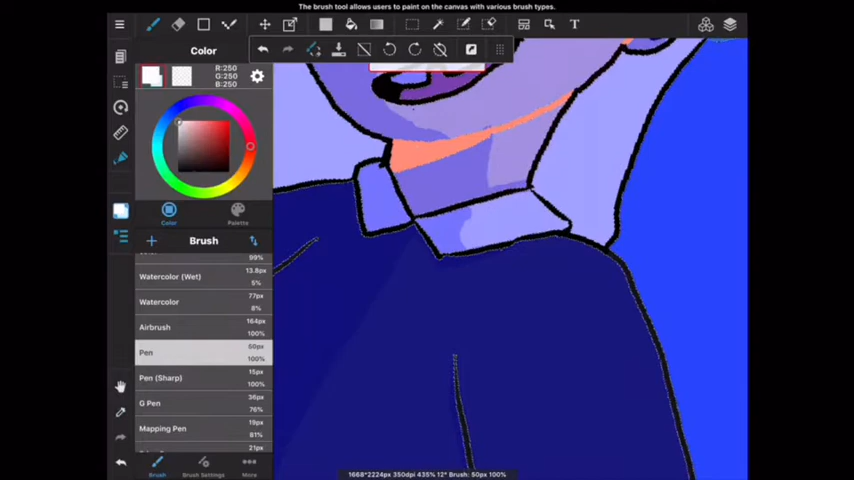 The brush tool allows users to paint on the canvas with various brush types.
T
Color
R:250
G:250
B:250
Color
Palette
Brush
99%
Watercolor (Wet)
13.8px
5%
Watercolor
77px
8%
Airbrush
164px
100%
Pen
60px
100%
Pen (Sharp)
15px
100%
G Pen
36px
76%
Mapping Pen
19px
81%
21px
Brush
Brush Settings
More
1668*2224px 350dpi 435% 12° Brush: 50px 100%